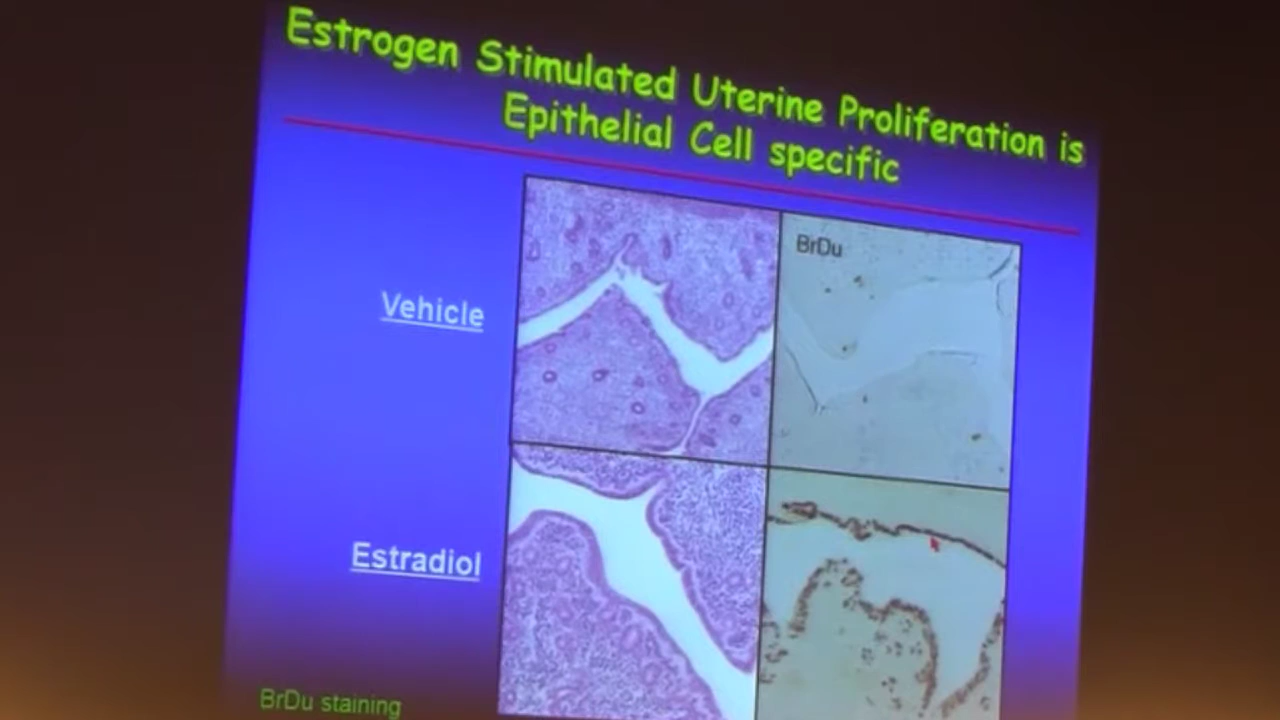 Estrogen Stimulated Uterine Proliferation is
Epithelial Cell specific
BrDu
Vehicle
Estradiol
BrDu staining